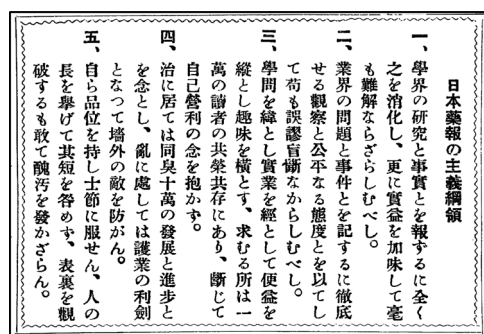 日本藥報の主義綱領
一、學界の研究と事實とを報するに全く
之を消化し、更に實益を加味して毫
も難解ならざらしむべし。
二、業界の問題と事件とを記するに徹底
せる觀察と公平なる態度とを以てし
て苟も誤謬盲斷なからしむべし。
三、學問を緯とし實業を經として便益を
縱とし趣味を橫とす、求むる所は一
萬の讀者の共榮共存にあり、斷じて
自己營利の念を抱かず。
四、治に居ては同臭十萬の發展と進步と
を念とし、亂に處しては護業の利劍
となつて墻外の敵を防がん。
五、自ら品位を持し士節に服せん、人の
長を擧げて其短を咎めず、表裏を觀
破するも敢て醜汚を發かざらん。